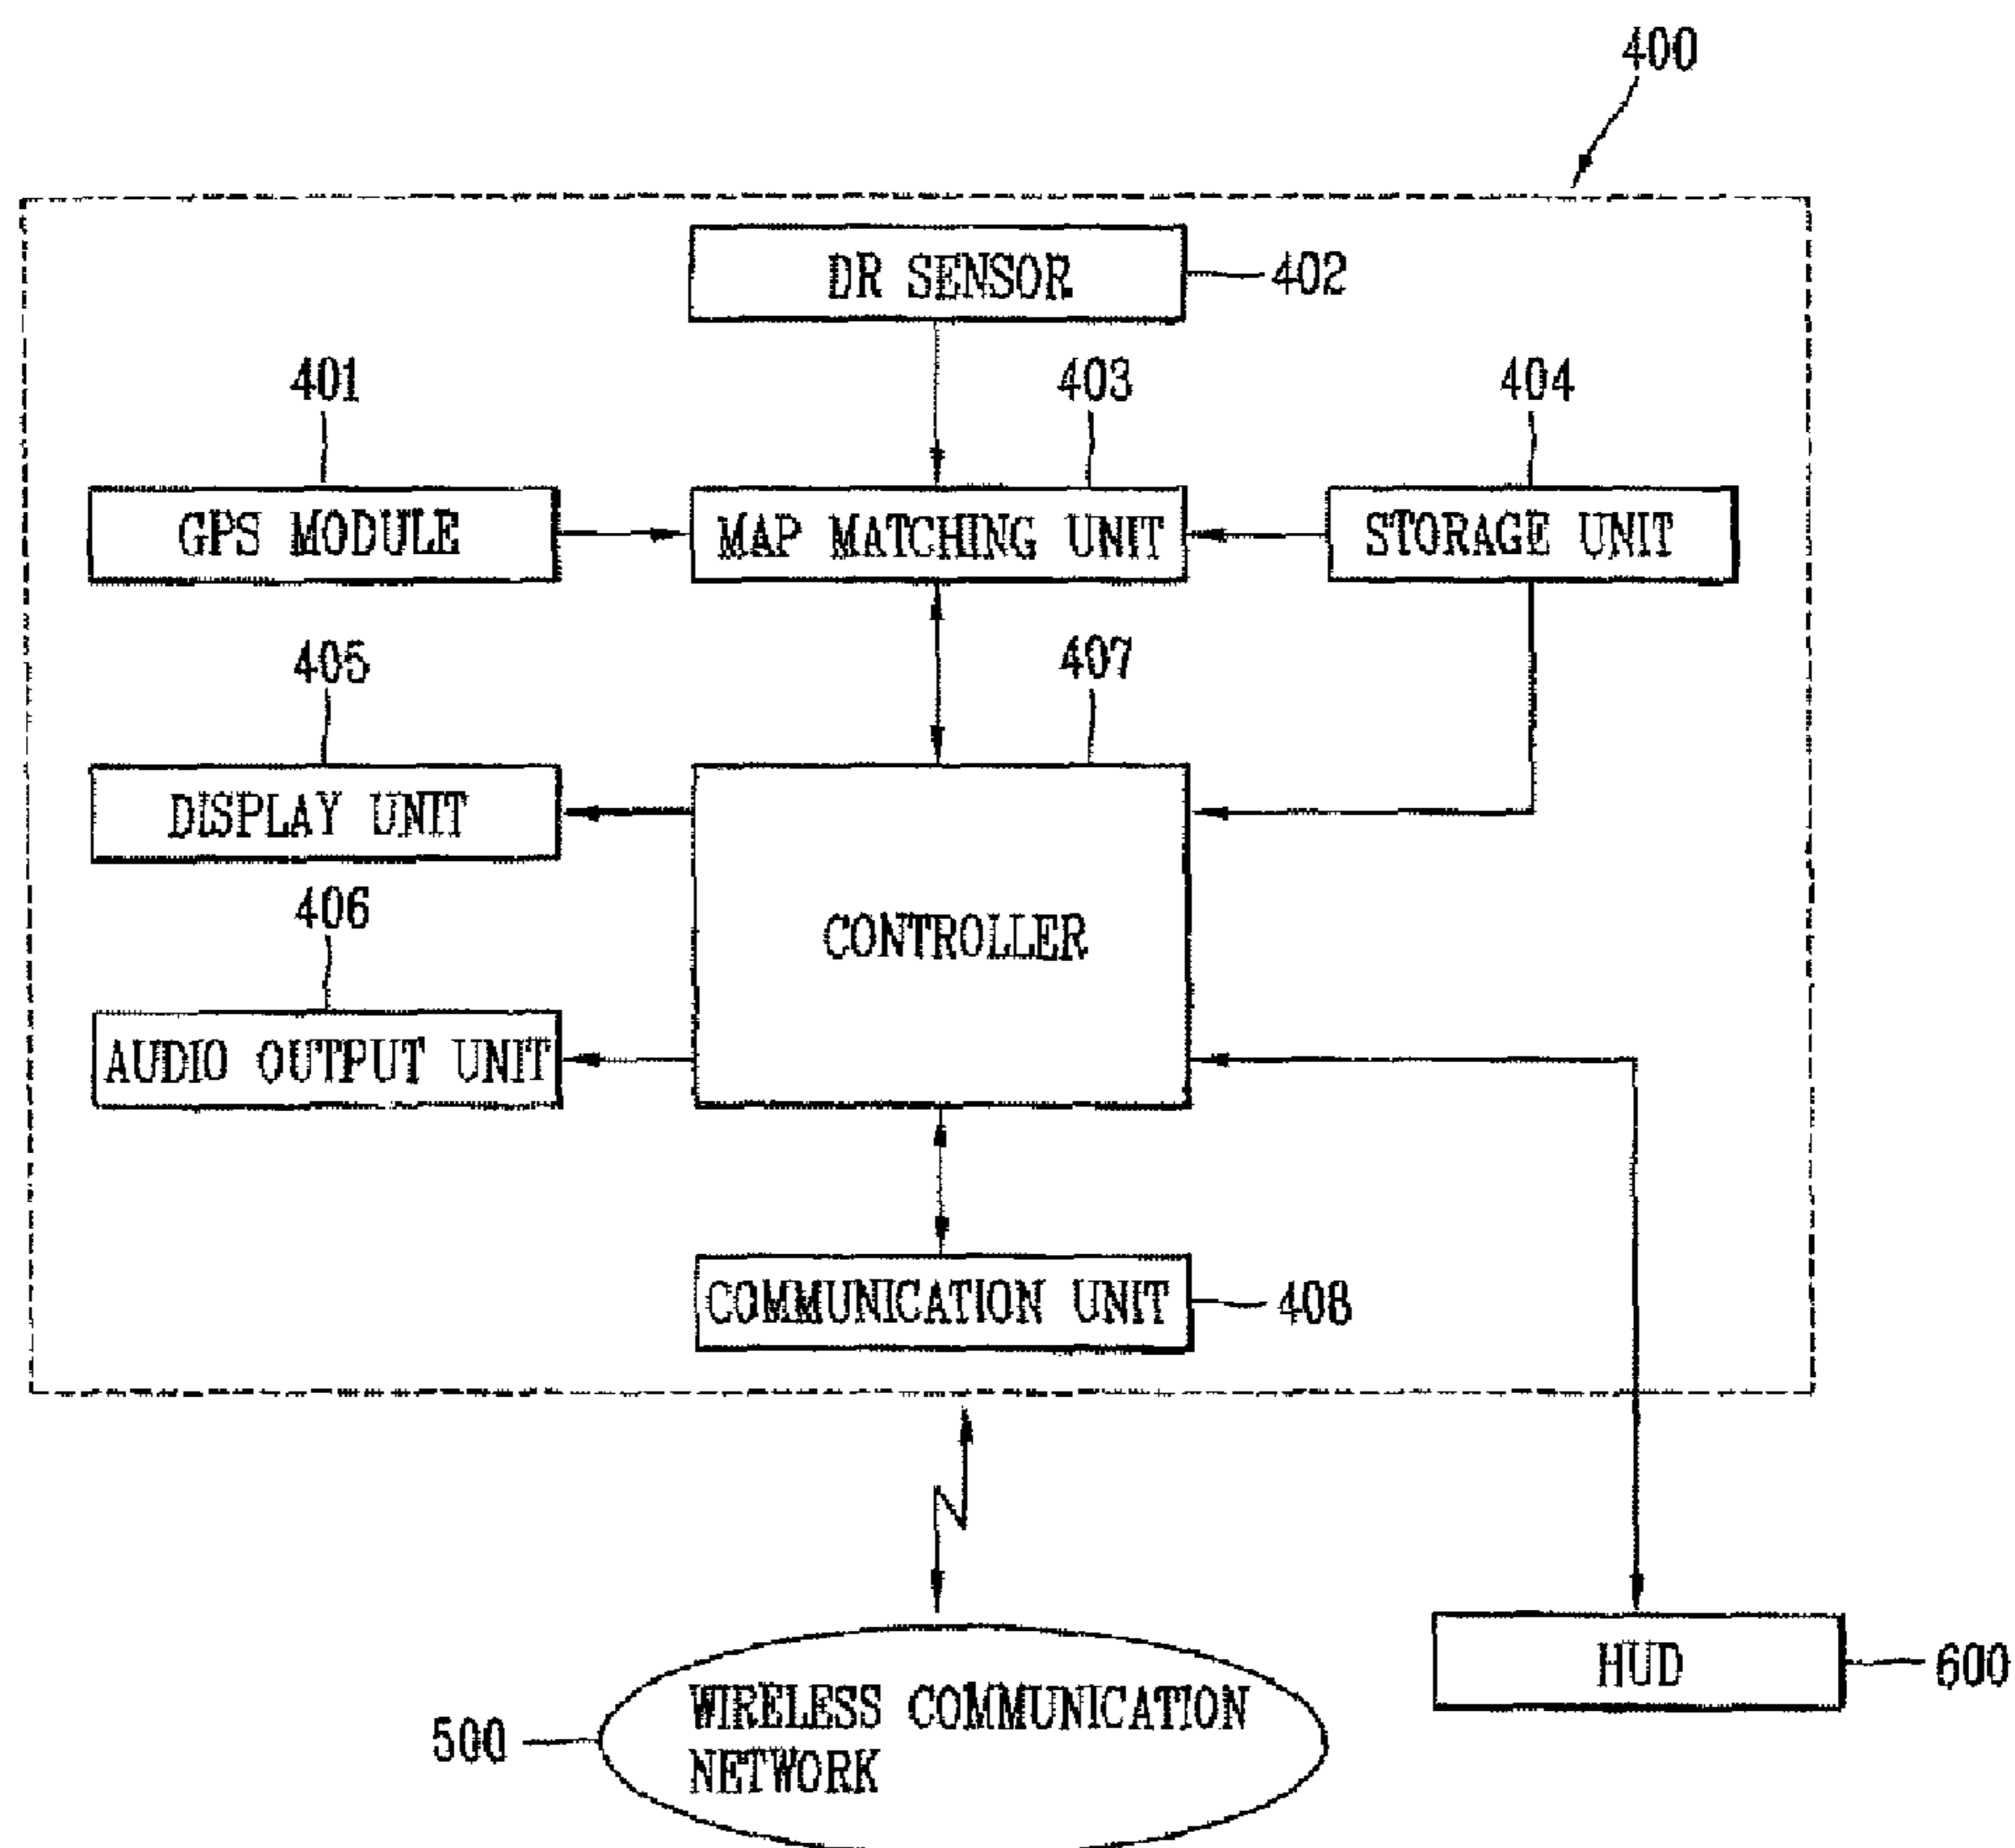 400
DR SENSOR
402
401
403
404
GPS MODULE
MAP MATCHING UNIT
STORAGE UNIT
405
407
DISPLAY UNIT
406
CONTROLLER
AUDIO OUTPUT UNIT
COMMUNICATION UNIT
408
HUD
600
500
WIRELESS COMMUNICATION
NETWORK